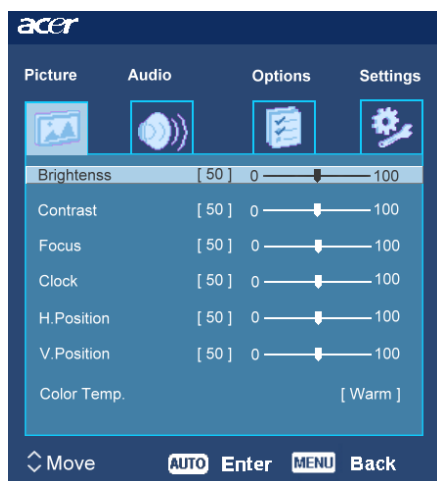 acer
Picture Audio Options Settings
Brightenss [ 50 ] 0 100
Contrast [ 50 ] 0 100
Focus [ 50 ] 0 100
Clock [ 50 ] 0 100
H.Position [ 50 ] 0 100
V.Position [ 50 ] 0 100
Color Temp. [ Warm ]
Move AUTO Enter MENU Back